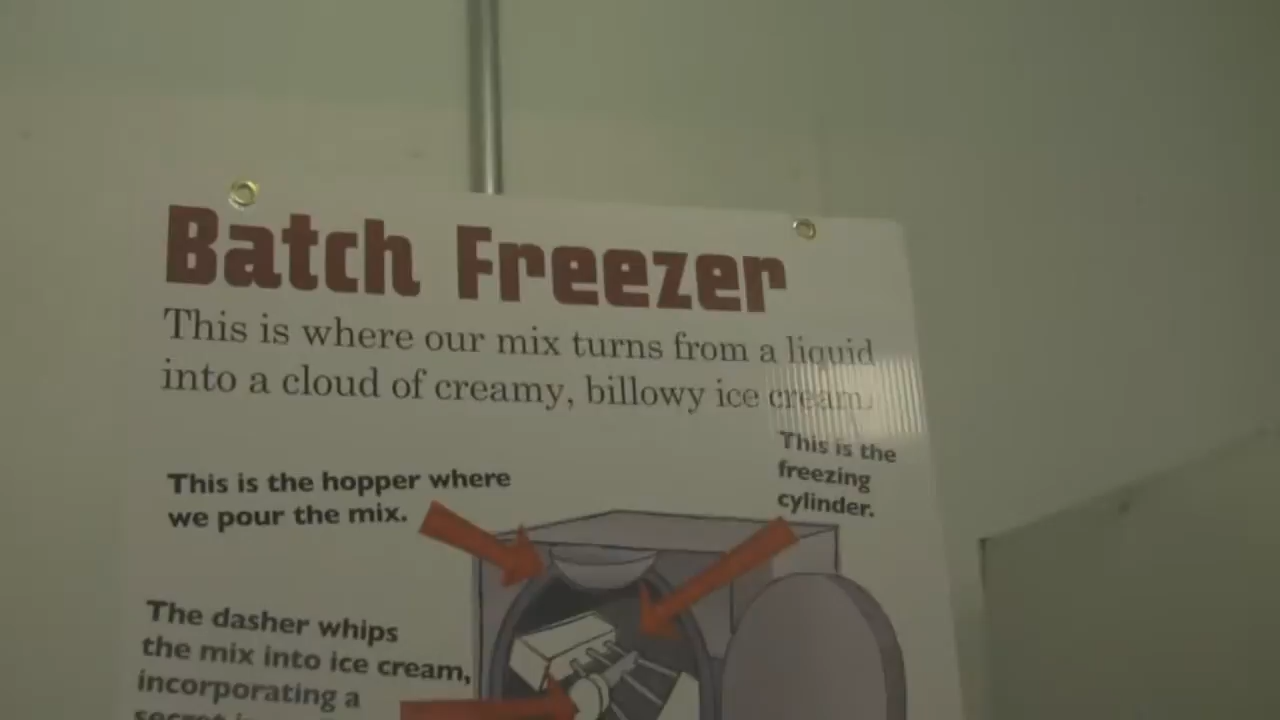 Batch Freezer
This is where our mix turns from a liquid
into a cloud of creamy, billowy ice cream.
This is the hopper where
we pour the mix.
This is the
freezing
cylinder.
The dasher whips
the mix into ice cream,
incorporating a
secret